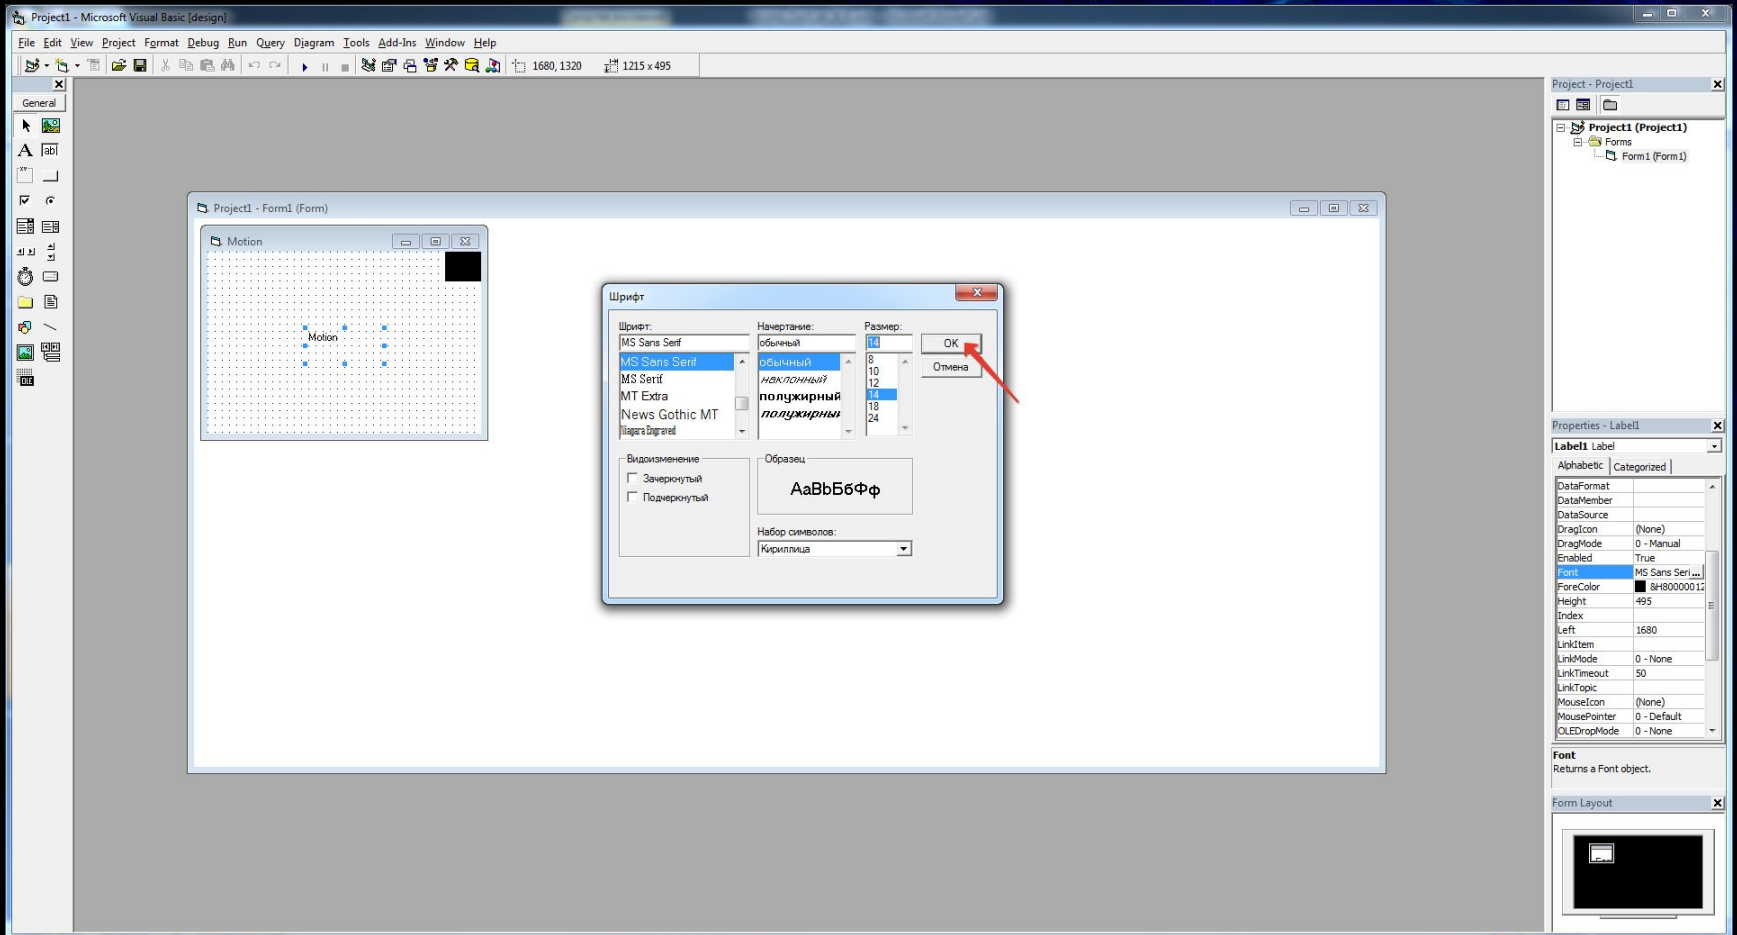 Project1 - Microsoft Visual Basic [design]
File Edit View Project Format Debug Run Query Diagram Tools Add-Ins Window Help
1680, 1320 1215 x 495
General
A ab|
OLE
Project1 - Form1 (Form)
Motion
Motion
Шрифт
Шрифт: Начертание: Размер:
MS Sans Serif обычный 14 OK
MS Sans Serif обычный 8
MS Serif наклонный 10
MT Extra полужирный 12
News Gothic MT полужирный 14
Niagara Engraved 18
24
Отмена
Видоизменение
Зачеркнутый
Подчеркнутый
Образец
AaBbБбФф
Набор символов:
Кириллица
Project - Project1
Project1 (Project1)
Forms
Form1 (Form1)
Properties - Label1
Label1 Label
Alphabetic Categorized
DataFormat
DataMember
DataSource
DragIcon (None)
DragMode 0 - Manual
Enabled True
Font MS Sans Seri ...
ForeColor &H80000012
Height 495
Index
Left 1680
LinkItem
LinkMode 0 - None
LinkTimeout 50
LinkTopic
MouseIcon (None)
MousePointer 0 - Default
OLEDropMode 0 - None
Font
Returns a Font object.
Form Layout